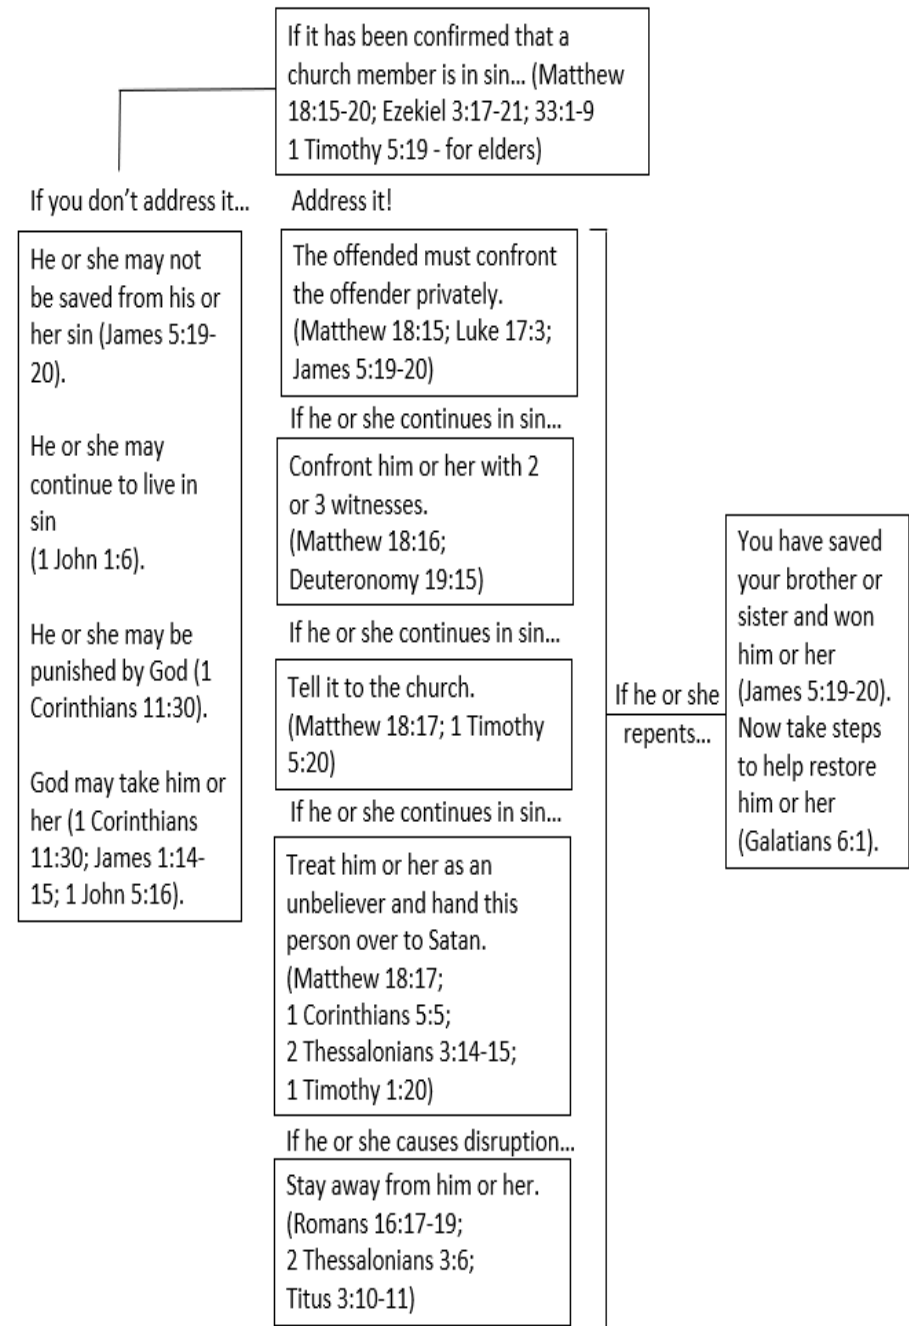 If it has been confirmed that a
church member is in sin... (Matthew
18:15-20; Ezekiel 3:17-21; 33:1-9
1 Timothy 5:19 - for elders)
If you don't address it...
He or she may not
be saved from his or
her sin (James 5:19-
20).
He or she may
continue to live in
sin
(1 John 1:6).
He or she may be
punished by God (1
Corinthians 11:30).
God may take him or
her (1 Corinthians
11:30; James 1:14-
15; 1 John 5:16).
Address it!
The offended must confront
the offender privately.
(Matthew 18:15; Luke 17:3;
James 5:19-20)
If he or she continues in sin...
Confront him or her with 2
or 3 witnesses.
(Matthew 18:16;
Deuteronomy 19:15)
If he or she continues in sin...
Tell it to the church.
(Matthew 18:17; 1 Timothy
5:20)
If he or she continues in sin...
Treat him or her as an
unbeliever and hand this
person over to Satan.
(Matthew 18:17;
1 Corinthians 5:5;
2 Thessalonians 3:14-15;
1 Timothy 1:20)
If he or she causes disruption...
Stay away from him or her.
(Romans 16:17-19;
2 Thessalonians 3:6;
Titus 3:10-11)
If he or she
repents...
You have saved
your brother or
sister and won
him or her
(James 5:19-20).
Now take steps
to help restore
him or her
(Galatians 6:1).